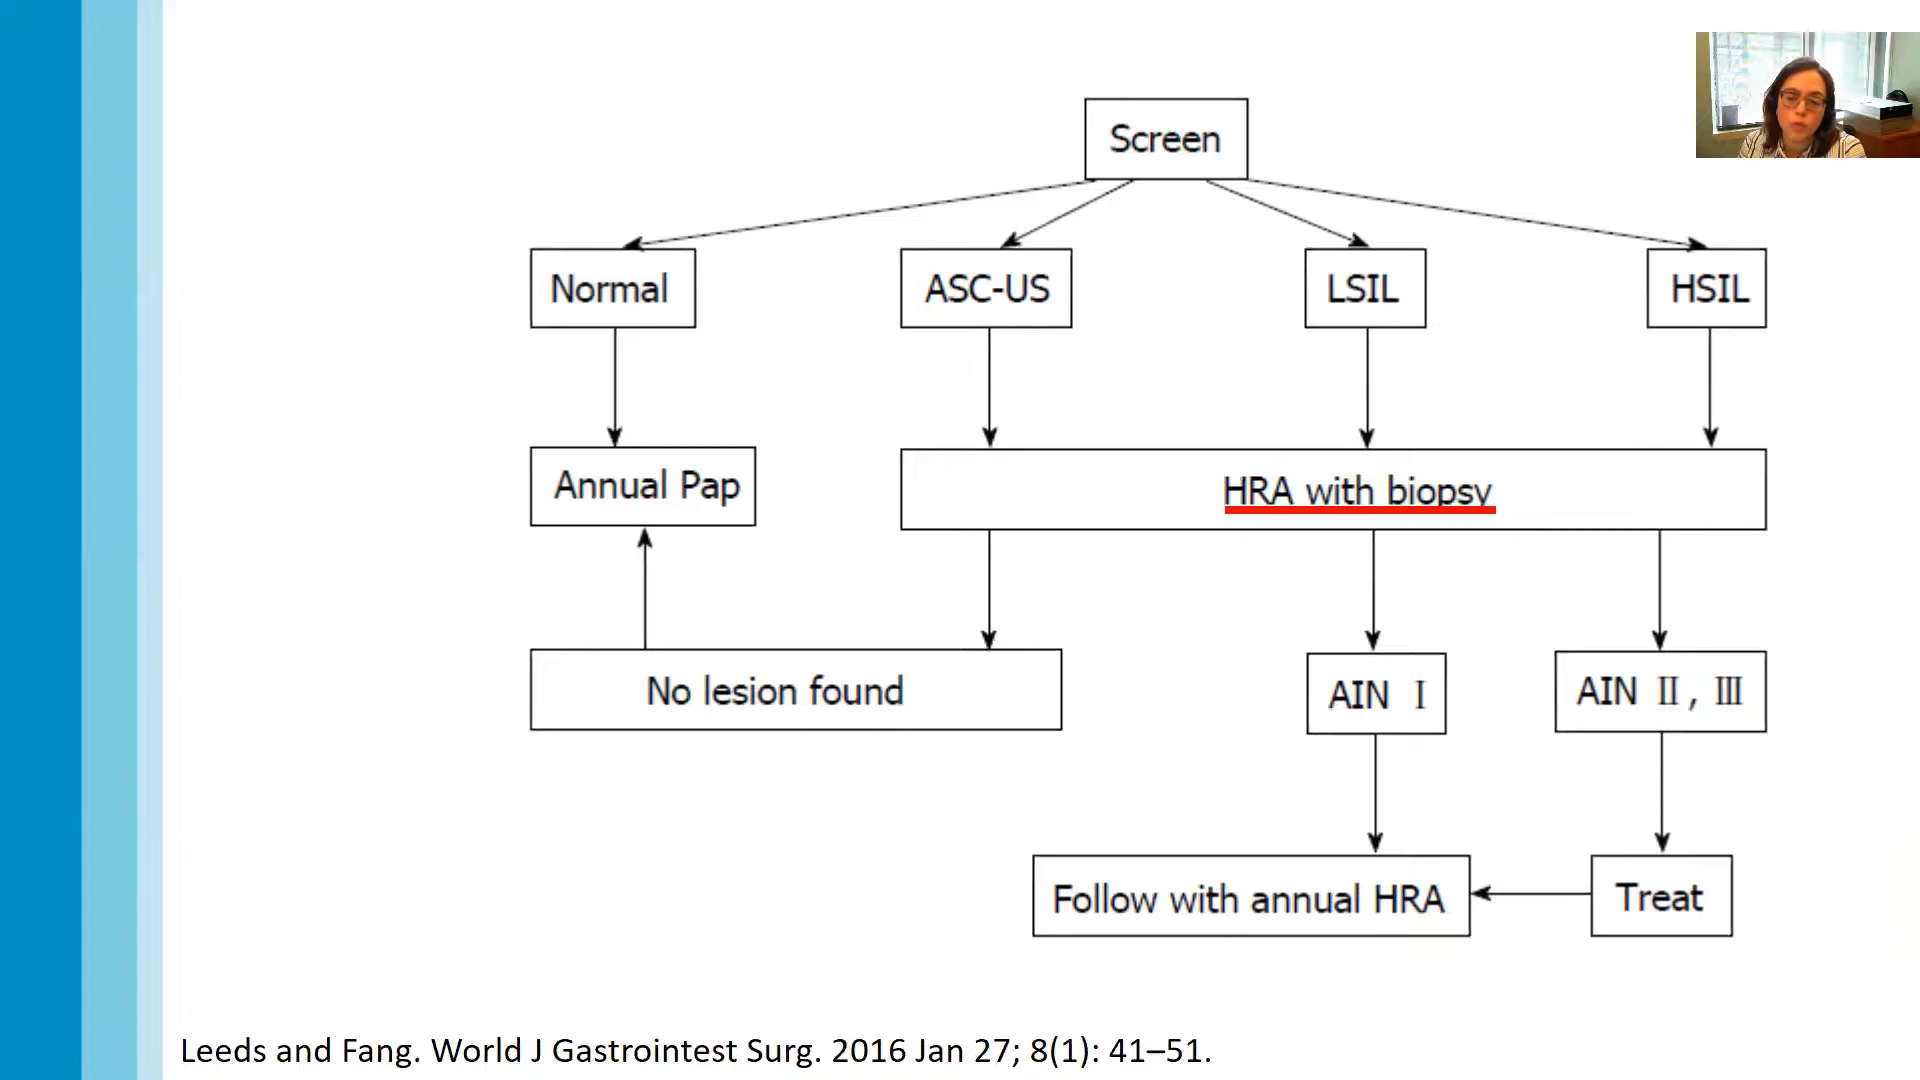 Screen
Normal
ASC-US
LSIL
HSIL
Annual Pap
HRA with biopsy
No lesion found
AIN Ⅰ
AIN Ⅱ, Ⅲ
Follow with annual HRA
Treat
Leeds and Fang. World J Gastrointest Surg. 2016 Jan 27; 8(1): 41–51.